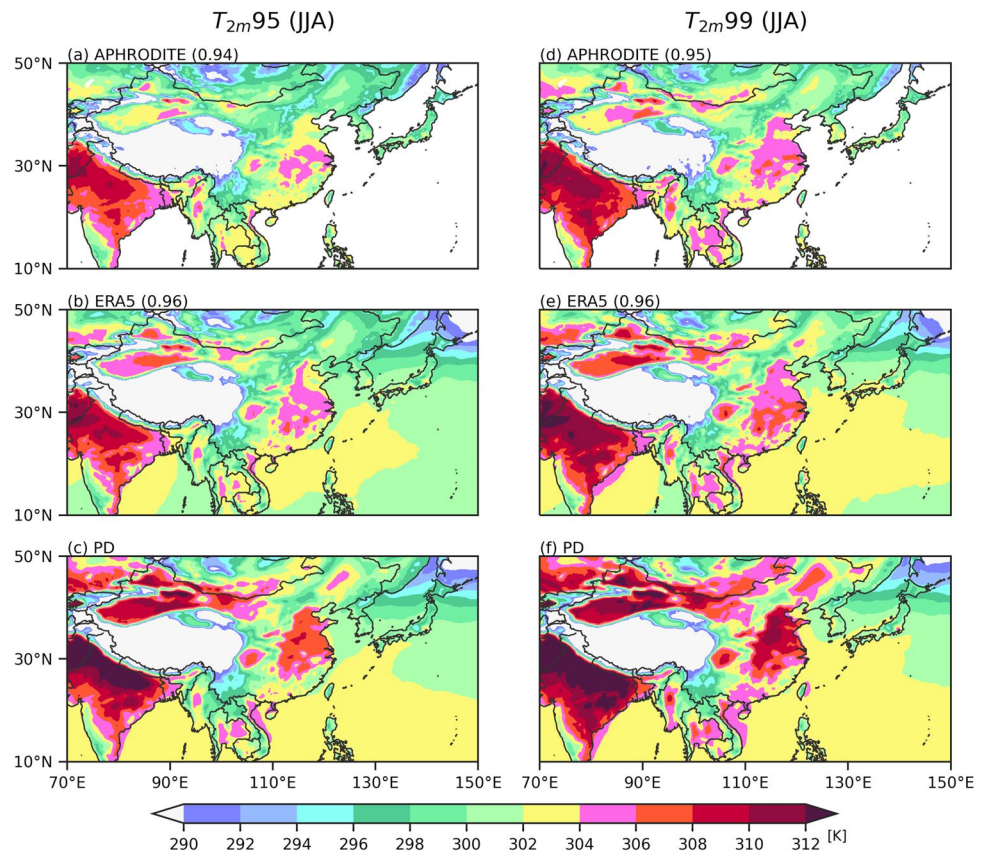 T2m95 (JJA)
T2m99 (JJA)
(a) APHRODITE (0.94)
(d) APHRODITE (0.95)
50°N
30°N
10°N
(b) ERA5 (0.96)
(e) ERA5 (0.96)
50°N
30°N
10°N
(c) PD
(f) PD
50°N
30°N
10°N
70°E 90°E 110°E 130°E 150°E
70°E 90°E 110°E 130°E 150°E
290 292 294 296 298 300 302 304 306 308 310 312 [K]